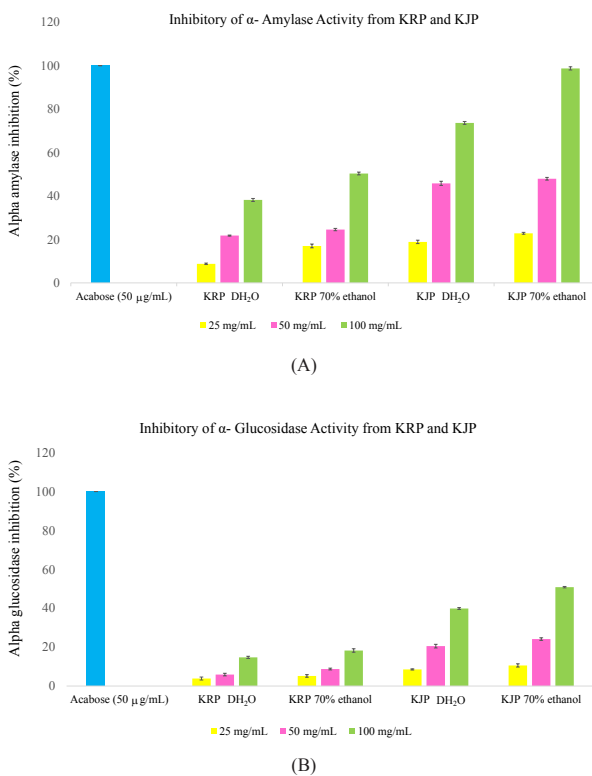 Inhibitory of α- Amylase Activity from KRP and KJP
Alpha amylase inhibition (%)
120
100
80
60
40
20
0
Acabose (50 μg/mL) KRP DH₂O KRP 70% ethanol KJP DH₂O KJP 70% ethanol
25 mg/mL 50 mg/mL 100 mg/mL
(A)
Inhibitory of α- Glucosidase Activity from KRP and KJP
Alpha glucosidase inhibition (%)
120
100
80
60
40
20
0
Acabose (50 μg/mL) KRP DH₂O KRP 70% ethanol KJP DH₂O KJP 70% ethanol
25 mg/mL 50 mg/mL 100 mg/mL
(B)